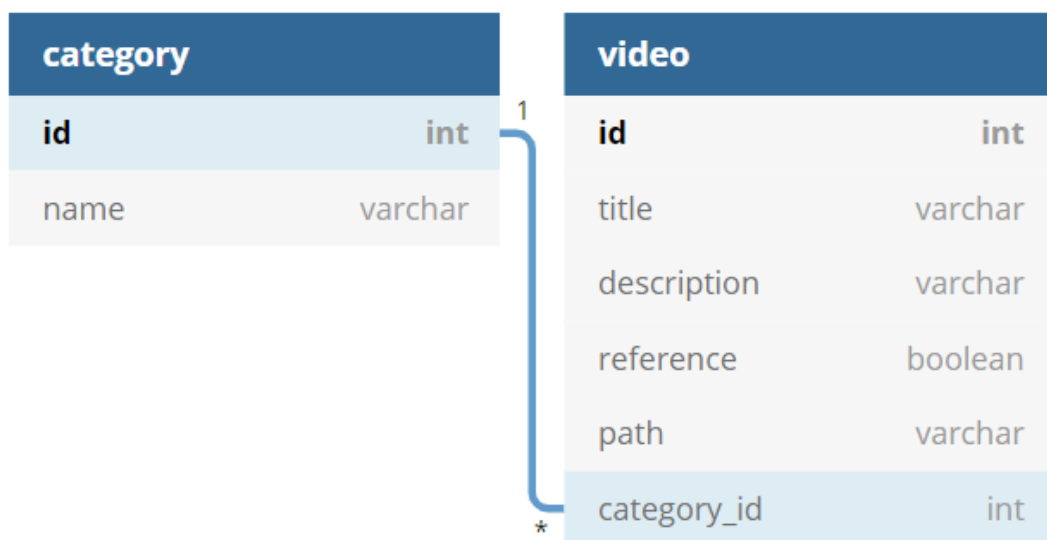 category
id int
name varchar
1
*
video
id int
title varchar
description varchar
reference boolean
path varchar
category_id int